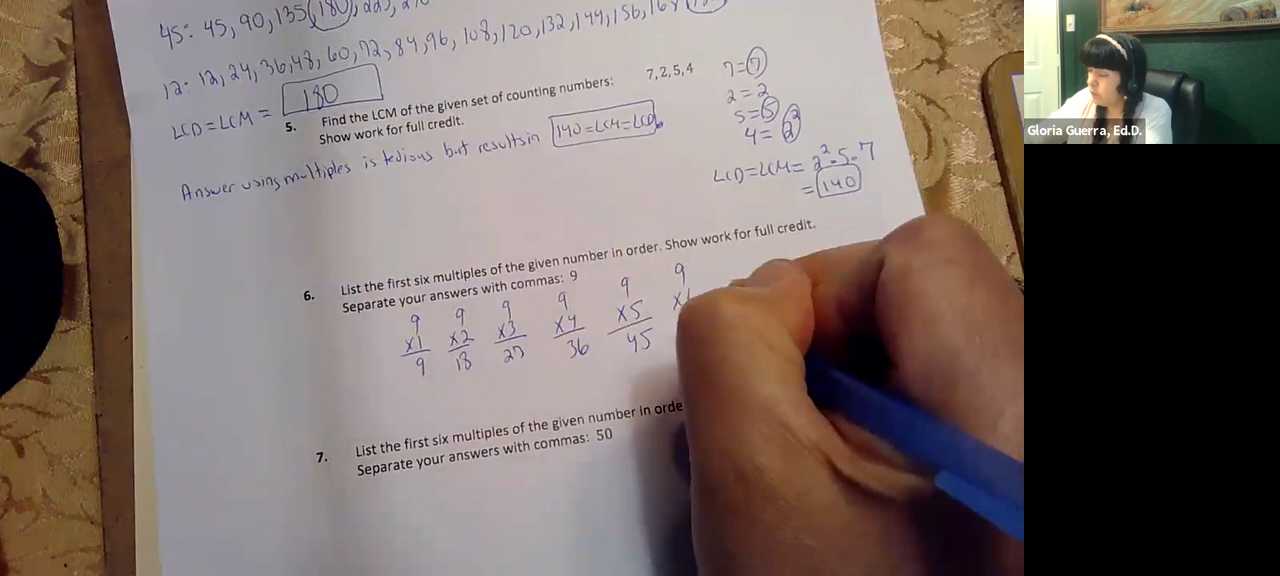 45: 45, 90, 135, 180, 225, 270
12: 12, 24, 36, 48, 60, 72, 84, 96, 108, 120, 132, 144, 156, 168
LCD=LCM= 180
5. Find the LCM of the given set of counting numbers: 7,2,5,4
Show work for full credit.
Answer using multiples is tedious but results in 140=LCM=LCD
7=7
2=2
5=5
4=2²
LCD=LCM= 2²·5·7
=140
6. List the first six multiples of the given number in order. Show work for full credit.
Separate your answers with commas: 9
9 9 9 9 9 9
x1 x2 x3 x4 x5 x
9 18 27 36 45
7. List the first six multiples of the given number in orde
Separate your answers with commas: 50
Gloria Guerra, Ed.D.